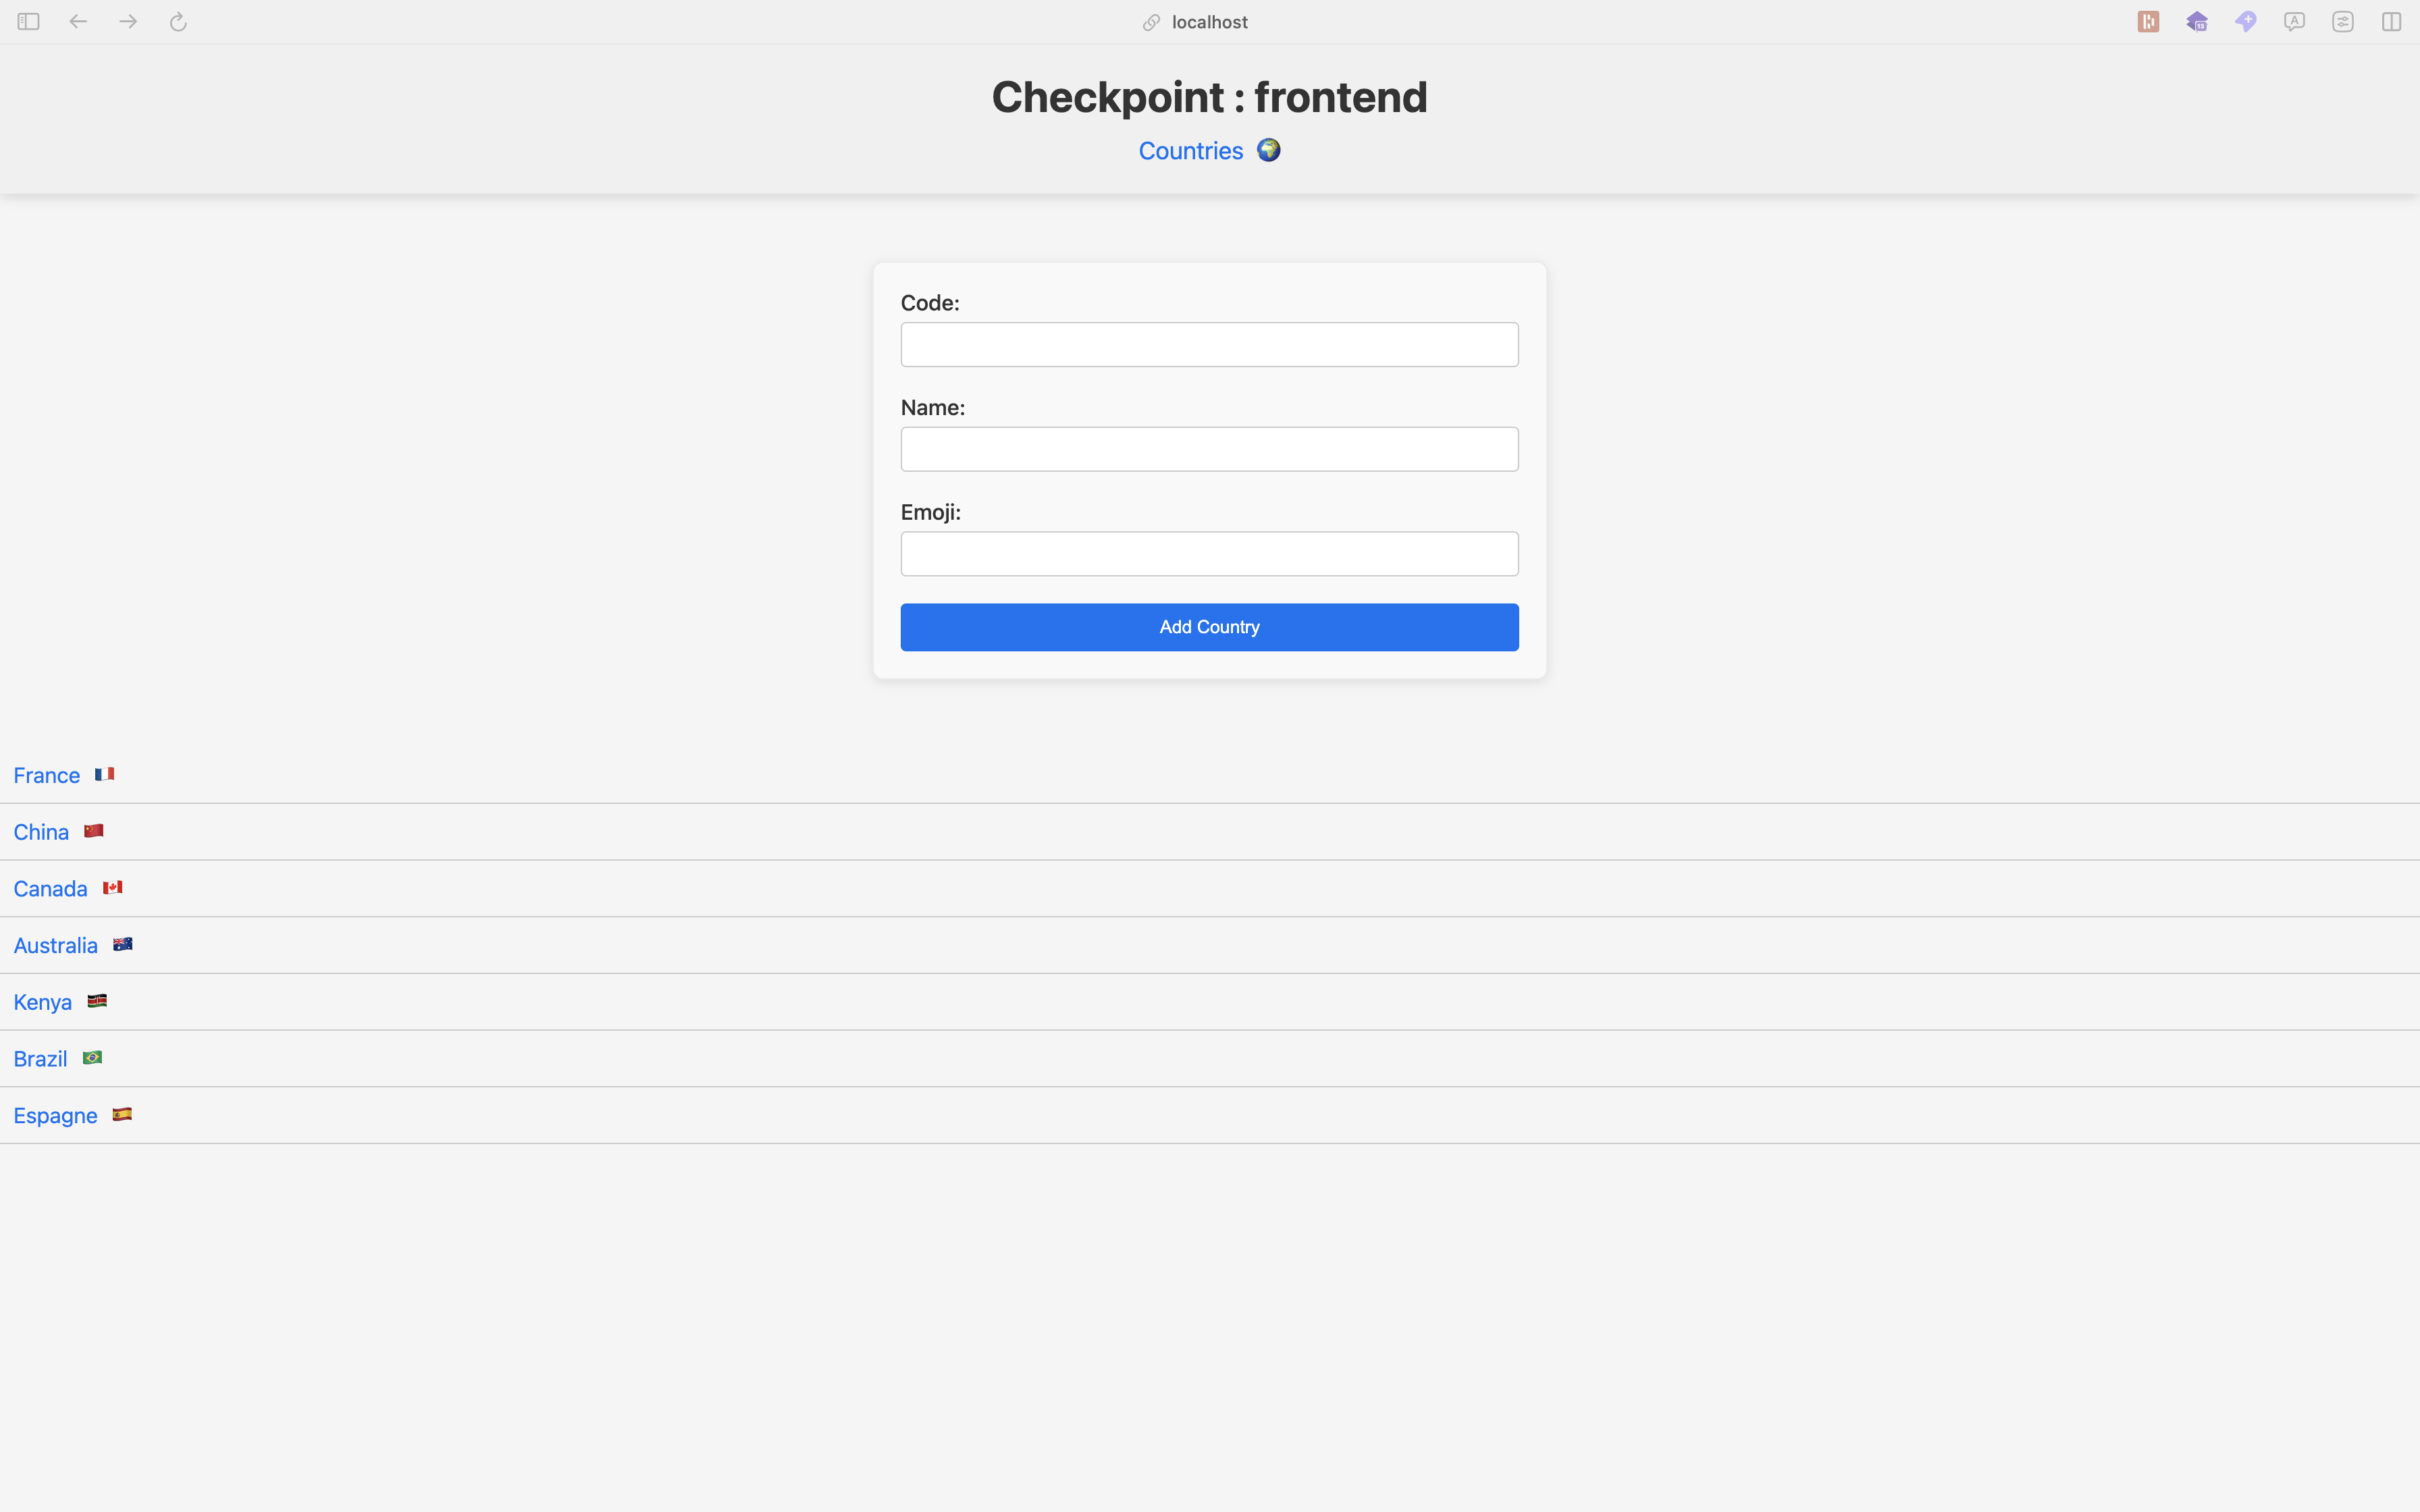 localhost
Checkpoint : frontend
Countries 🌍
Code:
Name:
Emoji:
Add Country
France 🇫🇷
China 🇨🇳
Canada 🇨🇦
Australia 🇦🇺
Kenya 🇰🇪
Brazil 🇧🇷
Espagne 🇪🇸